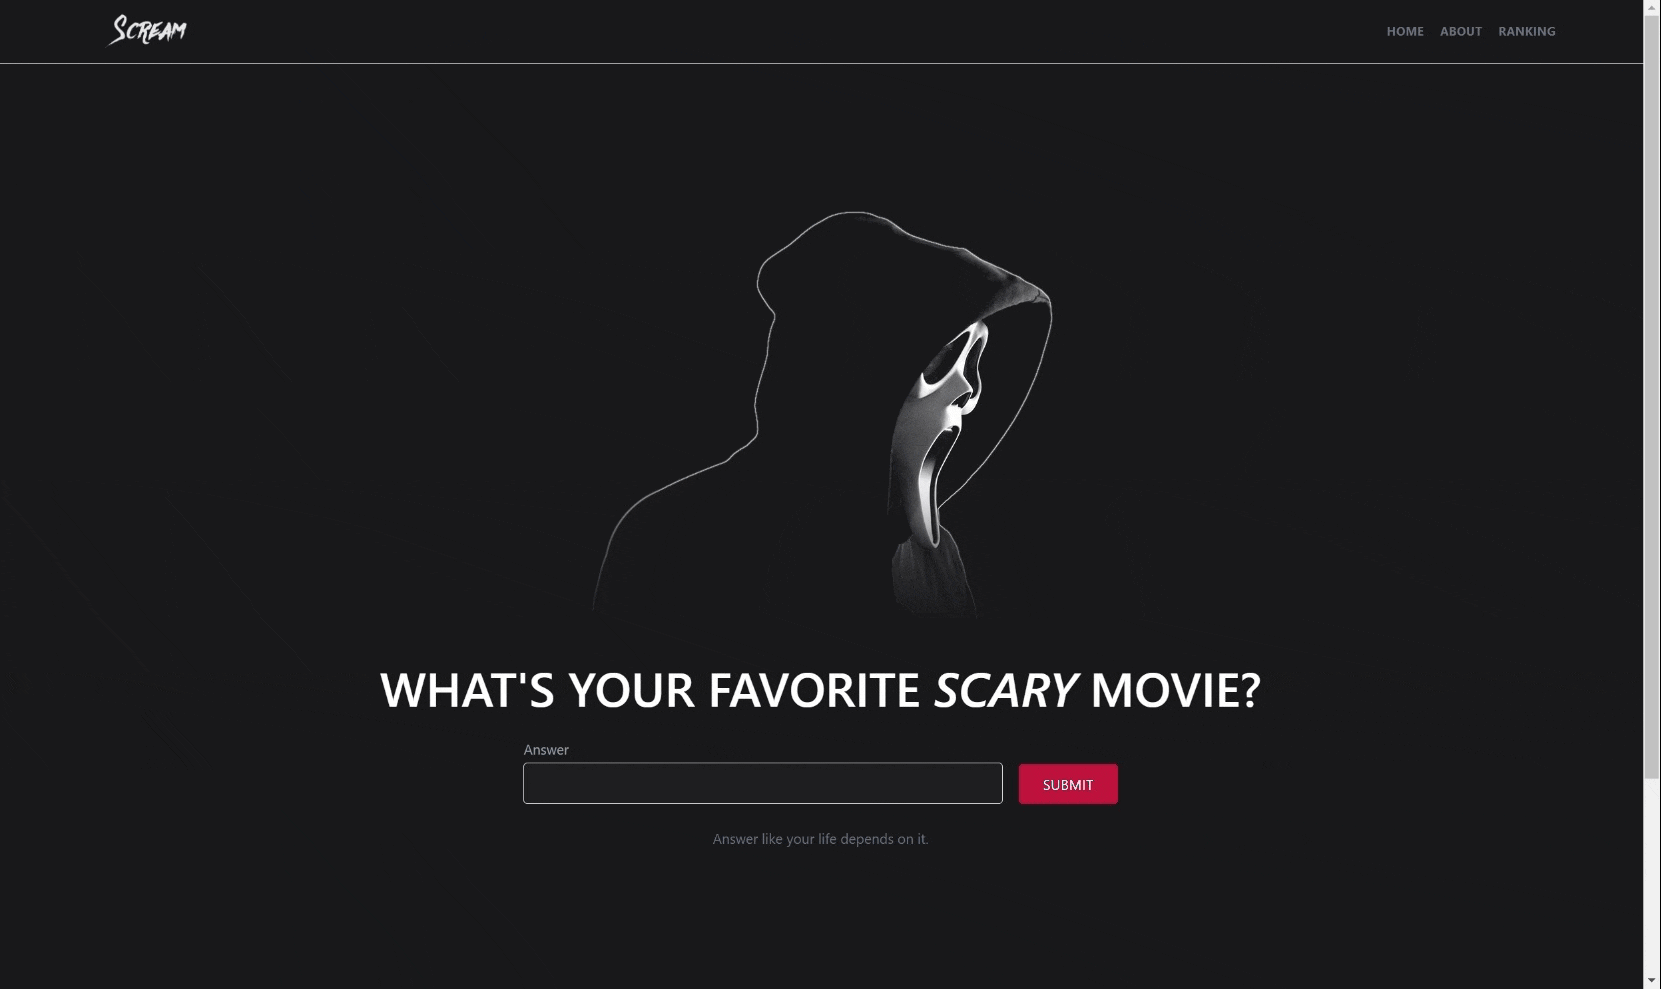 SCREAM
HOME ABOUT RANKING
WHAT'S YOUR FAVORITE SCARY MOVIE?
Answer
SUBMIT
Answer like your life depends on it.